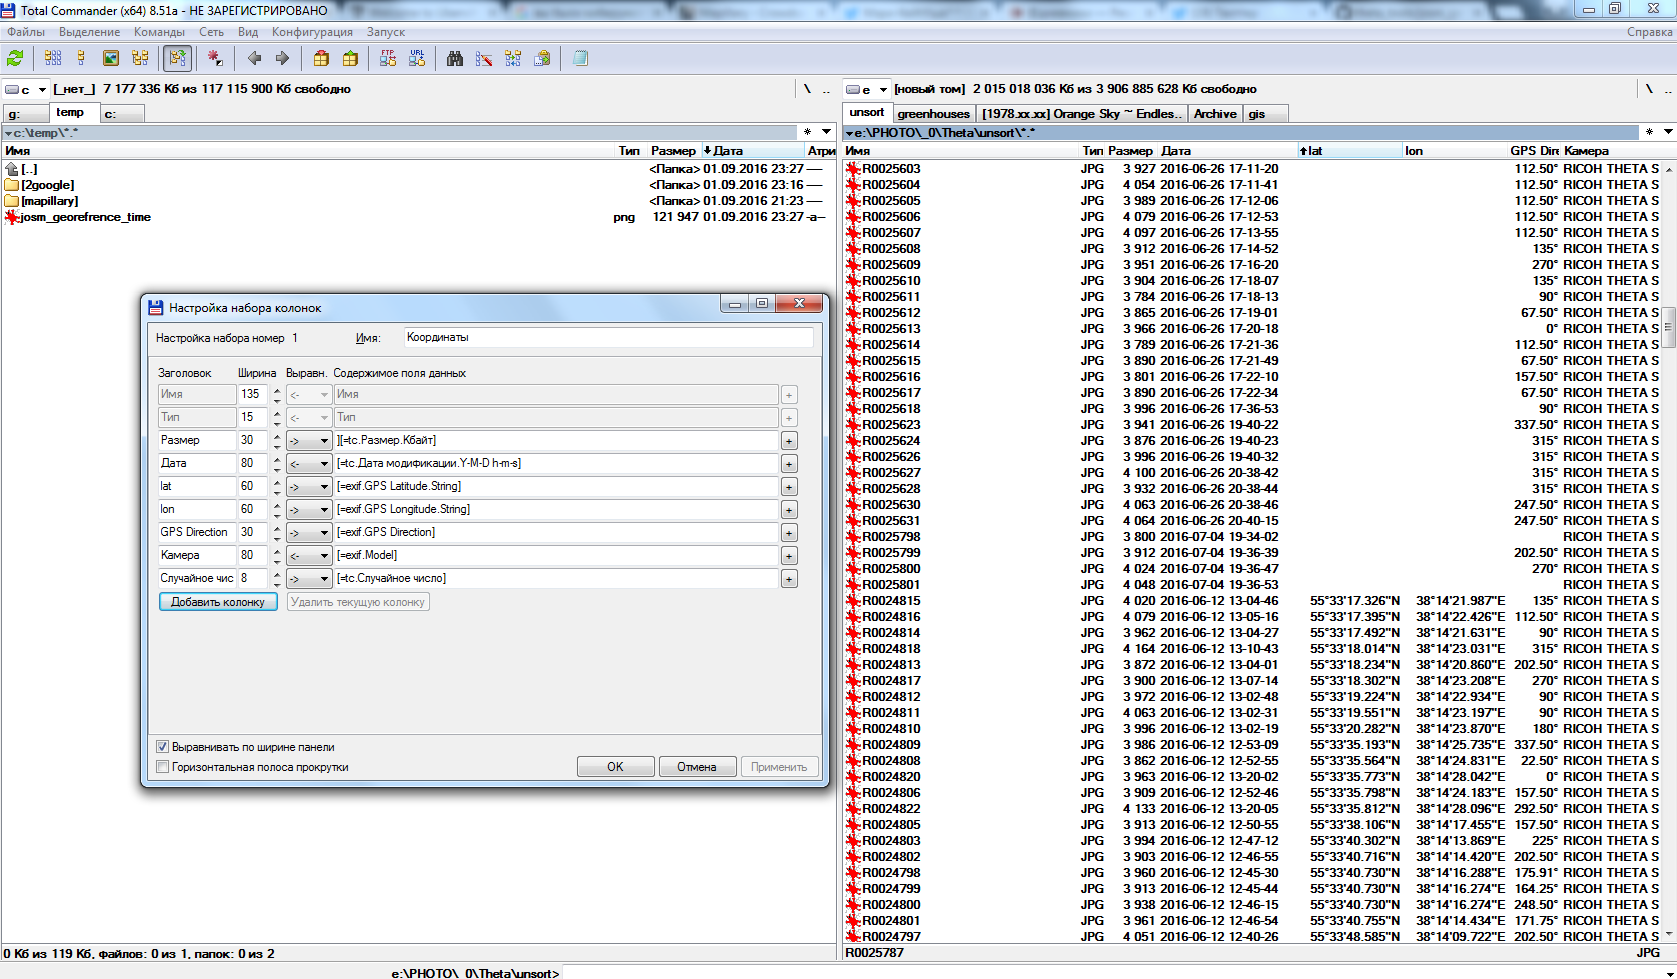 Total Commander (x64) 8.51a - НЕ ЗАРЕГИСТРИРОВАНО
Файлы Выделение Команды Сеть Вид Конфигурация Запуск Справка
FTP URL
c [_нет_] 7 177 336 Кб из 117 115 900 Кб свободно \ ..
g: temp c:
c:\temp\*.* * 
Имя Тип Размер Дата Атри
[..] <Папка> 01.09.2016 23:27 ----
[2google] <Папка> 01.09.2016 23:16 ----
[mapillary] <Папка> 01.09.2016 21:23 ----
josm_georefrence_time png 121 947 01.09.2016 23:27 -a--
Настройка набора колонок
Настройка набора номер 1 Имя: Координаты
Заголовок Ширина Выравн. Содержимое поля данных
Имя 135 <- Имя +
Тип 15 <- Тип +
Размер 30 -> ][=tc.Размер.Кбайт] +
Дата 80 <- [=tc.Дата модификации.Y-M-D h-m-s] +
lat 60 -> [=exif.GPS Latitude.String] +
lon 60 -> [=exif.GPS Longitude.String] +
GPS Direction 30 -> [=exif.GPS Direction] +
Камера 80 <- [=exif.Model] +
Случайное чис 8 -> [=tc.Случайное число] +
Добавить колонку Удалить текущую колонку
Выравнивать по ширине панели
Горизонтальная полоса прокрутки
OK Отмена Применить
0 Кб из 119 Кб, файлов: 0 из 1, папок: 0 из 2
e [новый том] 2 015 018 036 Кб из 3 906 885 628 Кб свободно \ ..
unsort greenhouses [1978.xx.xx] Orange Sky ~ Endles.. Archive gis
e:\PHOTO\_0\Theta\unsort\*.* *
Имя Тип Размер Дата lat lon GPS Dire Камера
R0025603 JPG 3 927 2016-06-26 17-11-20 112.50° RICOH THETA S
R0025604 JPG 4 054 2016-06-26 17-11-41 112.50° RICOH THETA S
R0025605 JPG 3 989 2016-06-26 17-12-06 112.50° RICOH THETA S
R0025606 JPG 4 079 2016-06-26 17-12-53 112.50° RICOH THETA S
R0025607 JPG 4 097 2016-06-26 17-13-55 112.50° RICOH THETA S
R0025608 JPG 3 912 2016-06-26 17-14-52 135° RICOH THETA S
R0025609 JPG 3 951 2016-06-26 17-16-20 270° RICOH THETA S
R0025610 JPG 3 904 2016-06-26 17-18-07 135° RICOH THETA S
R0025611 JPG 3 784 2016-06-26 17-18-13 90° RICOH THETA S
R0025612 JPG 3 865 2016-06-26 17-19-01 67.50° RICOH THETA S
R0025613 JPG 3 966 2016-06-26 17-20-18 0° RICOH THETA S
R0025614 JPG 3 789 2016-06-26 17-21-36 112.50° RICOH THETA S
R0025615 JPG 3 890 2016-06-26 17-21-49 67.50° RICOH THETA S
R0025616 JPG 3 801 2016-06-26 17-22-10 157.50° RICOH THETA S
R0025617 JPG 3 890 2016-06-26 17-22-34 67.50° RICOH THETA S
R0025618 JPG 3 996 2016-06-26 17-36-53 90° RICOH THETA S
R0025623 JPG 3 941 2016-06-26 19-40-22 337.50° RICOH THETA S
R0025624 JPG 3 876 2016-06-26 19-40-23 315° RICOH THETA S
R0025626 JPG 3 996 2016-06-26 19-40-32 315° RICOH THETA S
R0025627 JPG 4 100 2016-06-26 20-38-42 315° RICOH THETA S
R0025628 JPG 3 932 2016-06-26 20-38-44 315° RICOH THETA S
R0025630 JPG 4 063 2016-06-26 20-38-46 247.50° RICOH THETA S
R0025631 JPG 4 064 2016-06-26 20-40-15 247.50° RICOH THETA S
R0025798 JPG 3 800 2016-07-04 19-34-02 RICOH THETA S
R0025799 JPG 3 912 2016-07-04 19-36-39 202.50° RICOH THETA S
R0025800 JPG 4 024 2016-07-04 19-36-47 270° RICOH THETA S
R0025801 JPG 4 048 2016-07-04 19-36-53 RICOH THETA S
R0024815 JPG 4 020 2016-06-12 13-04-46 55°33'17.326"N 38°14'21.987"E 135° RICOH THETA S
R0024816 JPG 4 079 2016-06-12 13-05-16 55°33'17.395"N 38°14'22.426"E 112.50° RICOH THETA S
R0024814 JPG 3 962 2016-06-12 13-04-27 55°33'17.492"N 38°14'21.631"E 90° RICOH THETA S
R0024818 JPG 4 164 2016-06-12 13-10-43 55°33'18.014"N 38°14'23.031"E 315° RICOH THETA S
R0024813 JPG 3 872 2016-06-12 13-04-01 55°33'18.234"N 38°14'20.860"E 202.50° RICOH THETA S
R0024817 JPG 3 900 2016-06-12 13-07-14 55°33'18.302"N 38°14'23.208"E 270° RICOH THETA S
R0024812 JPG 3 972 2016-06-12 13-02-48 55°33'19.224"N 38°14'22.934"E 90° RICOH THETA S
R0024811 JPG 4 063 2016-06-12 13-02-31 55°33'19.551"N 38°14'23.197"E 90° RICOH THETA S
R0024810 JPG 3 996 2016-06-12 13-02-19 55°33'20.282"N 38°14'23.870"E 180° RICOH THETA S
R0024809 JPG 3 986 2016-06-12 12-53-09 55°33'35.193"N 38°14'25.735"E 337.50° RICOH THETA S
R0024808 JPG 3 862 2016-06-12 12-52-55 55°33'35.564"N 38°14'24.831"E 22.50° RICOH THETA S
R0024820 JPG 3 963 2016-06-12 13-20-02 55°33'35.773"N 38°14'28.042"E 0° RICOH THETA S
R0024806 JPG 3 909 2016-06-12 12-52-46 55°33'35.798"N 38°14'24.183"E 157.50° RICOH THETA S
R0024822 JPG 4 133 2016-06-12 13-20-05 55°33'35.812"N 38°14'28.096"E 292.50° RICOH THETA S
R0024805 JPG 3 913 2016-06-12 12-50-55 55°33'38.106"N 38°14'17.455"E 157.50° RICOH THETA S
R0024803 JPG 3 994 2016-06-12 12-47-12 55°33'40.302"N 38°14'13.869"E 225° RICOH THETA S
R0024802 JPG 3 903 2016-06-12 12-46-55 55°33'40.716"N 38°14'14.420"E 202.50° RICOH THETA S
R0024798 JPG 3 960 2016-06-12 12-45-30 55°33'40.730"N 38°14'16.288"E 175.91° RICOH THETA S
R0024799 JPG 3 913 2016-06-12 12-45-44 55°33'40.730"N 38°14'16.274"E 164.25° RICOH THETA S
R0024800 JPG 3 938 2016-06-12 12-46-15 55°33'40.730"N 38°14'16.274"E 248.50° RICOH THETA S
R0024801 JPG 3 961 2016-06-12 12-46-54 55°33'40.755"N 38°14'14.434"E 171.75° RICOH THETA S
R0024797 JPG 4 051 2016-06-12 12-40-26 55°33'48.585"N 38°14'09.722"E 202.50° RICOH THETA S
R0025787 JPG
e:\PHOTO\_0\Theta\unsort>